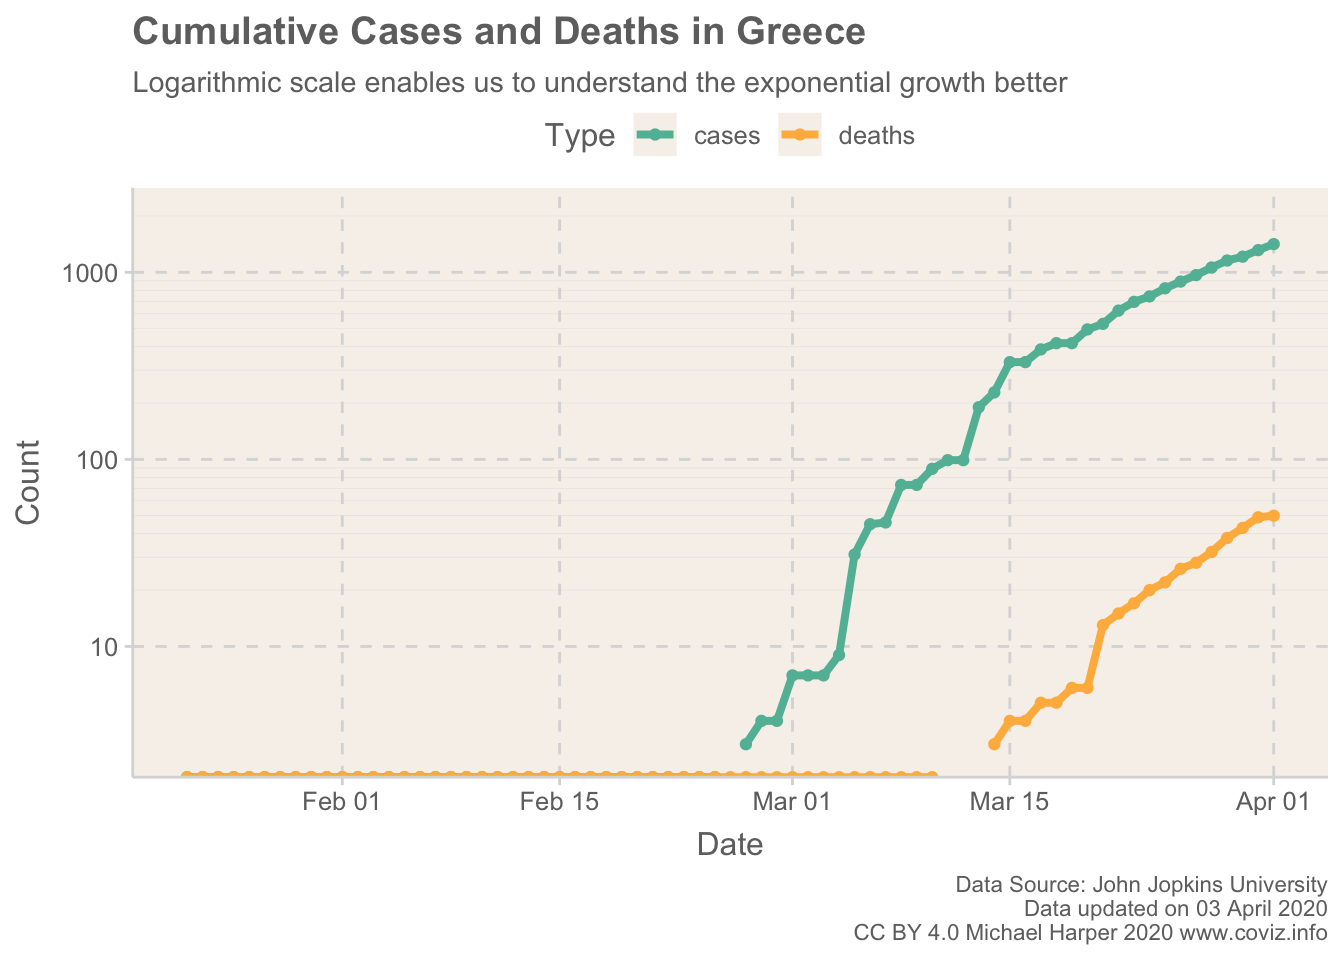 Cumulative Cases and Deaths in Greece
Logarithmic scale enables us to understand the exponential growth better
Type cases deaths
1000
100
10
Count
Feb 01 Feb 15 Mar 01 Mar 15 Apr 01
Date
Data Source: John Jopkins University
Data updated on 03 April 2020
CC BY 4.0 Michael Harper 2020 www.coviz.info